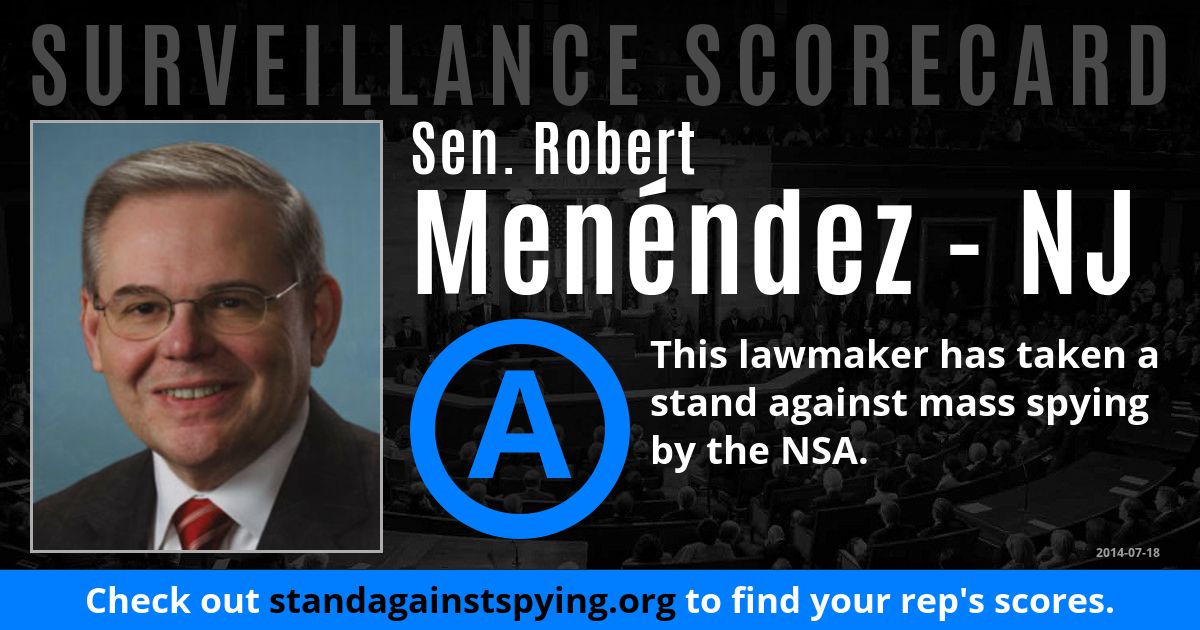 SURVEILLANCE SCORECARD
Sen. Robert
Menéndez - NJ
A
This lawmaker has taken a
stand against mass spying
by the NSA.
2014-07-18
Check out standagainstspying.org to find your rep's scores.